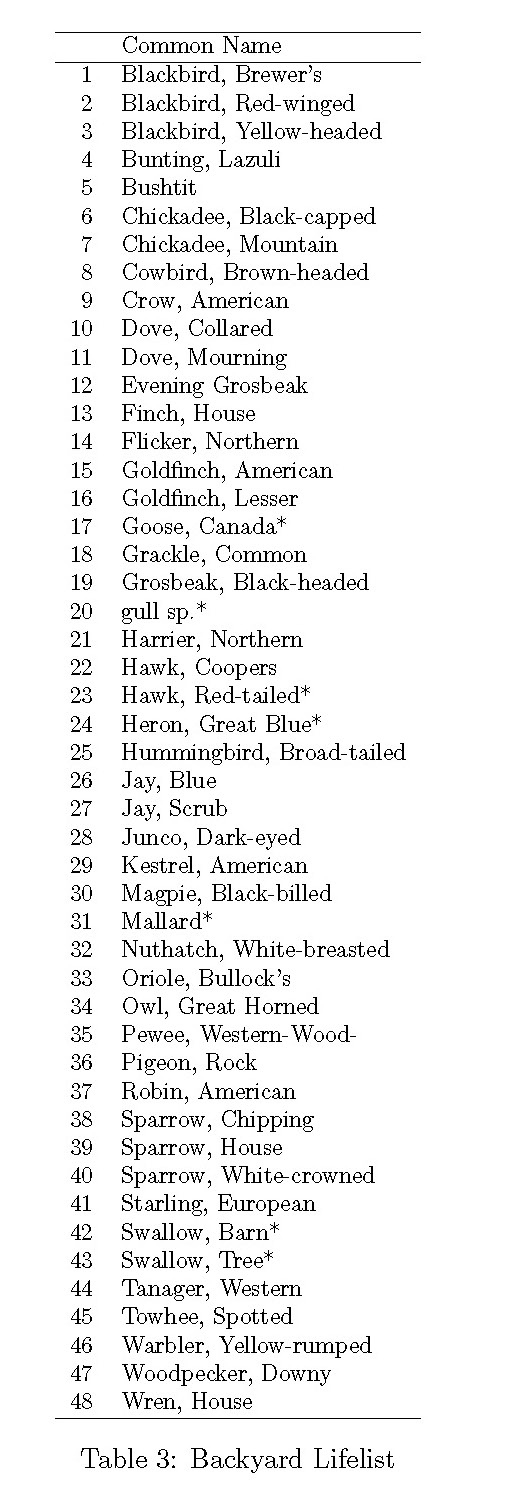 Common Name
1 Blackbird, Brewer's
2 Blackbird, Red-winged
3 Blackbird, Yellow-headed
4 Bunting, Lazuli
5 Bushtit
6 Chickadee, Black-capped
7 Chickadee, Mountain
8 Cowbird, Brown-headed
9 Crow, American
10 Dove, Collared
11 Dove, Mourning
12 Evening Grosbeak
13 Finch, House
14 Flicker, Northern
15 Goldfinch, American
16 Goldfinch, Lesser
17 Goose, Canada*
18 Grackle, Common
19 Grosbeak, Black-headed
20 gull sp.*
21 Harrier, Northern
22 Hawk, Coopers
23 Hawk, Red-tailed*
24 Heron, Great Blue*
25 Hummingbird, Broad-tailed
26 Jay, Blue
27 Jay, Scrub
28 Junco, Dark-eyed
29 Kestrel, American
30 Magpie, Black-billed
31 Mallard*
32 Nuthatch, White-breasted
33 Oriole, Bullock's
34 Owl, Great Horned
35 Pewee, Western-Wood-
36 Pigeon, Rock
37 Robin, American
38 Sparrow, Chipping
39 Sparrow, House
40 Sparrow, White-crowned
41 Starling, European
42 Swallow, Barn*
43 Swallow, Tree*
44 Tanager, Western
45 Towhee, Spotted
46 Warbler, Yellow-rumped
47 Woodpecker, Downy
48 Wren, House
Table 3: Backyard Lifelist